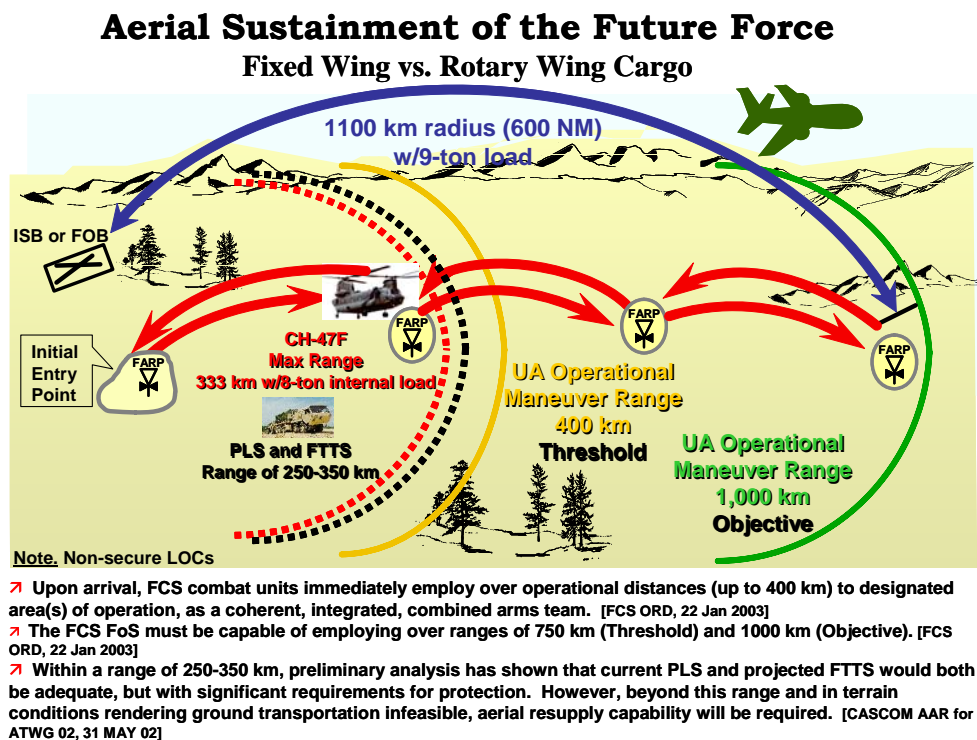 Aerial Sustainment of the Future Force
Fixed Wing vs. Rotary Wing Cargo
1100 km radius (600 NM)
w/9-ton load
ISB or FOB
Initial
Entry
Point
FARP
CH-47F
Max Range
333 km w/8-ton internal load
PLS and FTTS
Range of 250-350 km
FARP
FARP
FARP
UA Operational
Maneuver Range
400 km
Threshold
UA Operational
Maneuver Range
1,000 km
Objective
Note. Non-secure LOCs
Upon arrival, FCS combat units immediately employ over operational distances (up to 400 km) to designated
area(s) of operation, as a coherent, integrated, combined arms team. [FCS ORD, 22 Jan 2003]
The FCS FoS must be capable of employing over ranges of 750 km (Threshold) and 1000 km (Objective). [FCS
ORD, 22 Jan 2003]
Within a range of 250-350 km, preliminary analysis has shown that current PLS and projected FTTS would both
be adequate, but with significant requirements for protection. However, beyond this range and in terrain
conditions rendering ground transportation infeasible, aerial resupply capability will be required. [CASCOM AAR for
ATWG 02, 31 MAY 02]